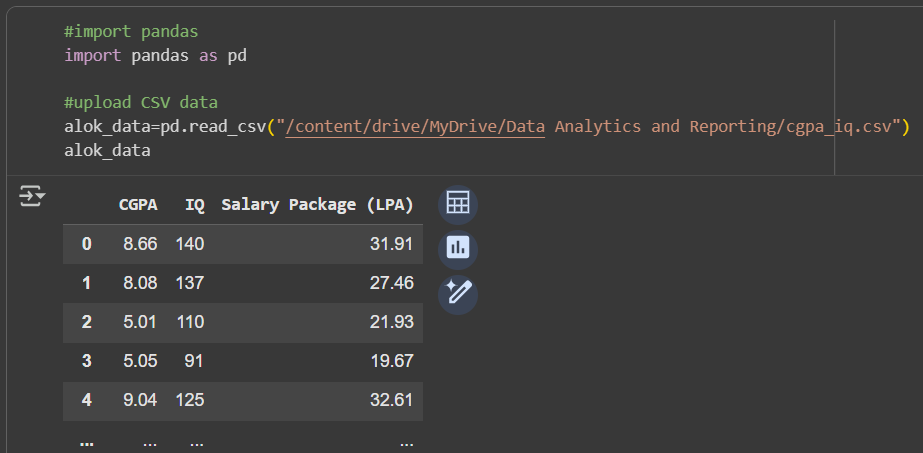 #import pandas
import pandas as pd
#upload CSV data
alok_data=pd.read_csv("/content/drive/MyDrive/Data Analytics and Reporting/cgpa_iq.csv")
alok_data
CGPA IQ Salary Package (LPA)
0 8.66 140 31.91
1 8.08 137 27.46
2 5.01 110 21.93
3 5.05 91 19.67
4 9.04 125 32.61
... ... ... ...